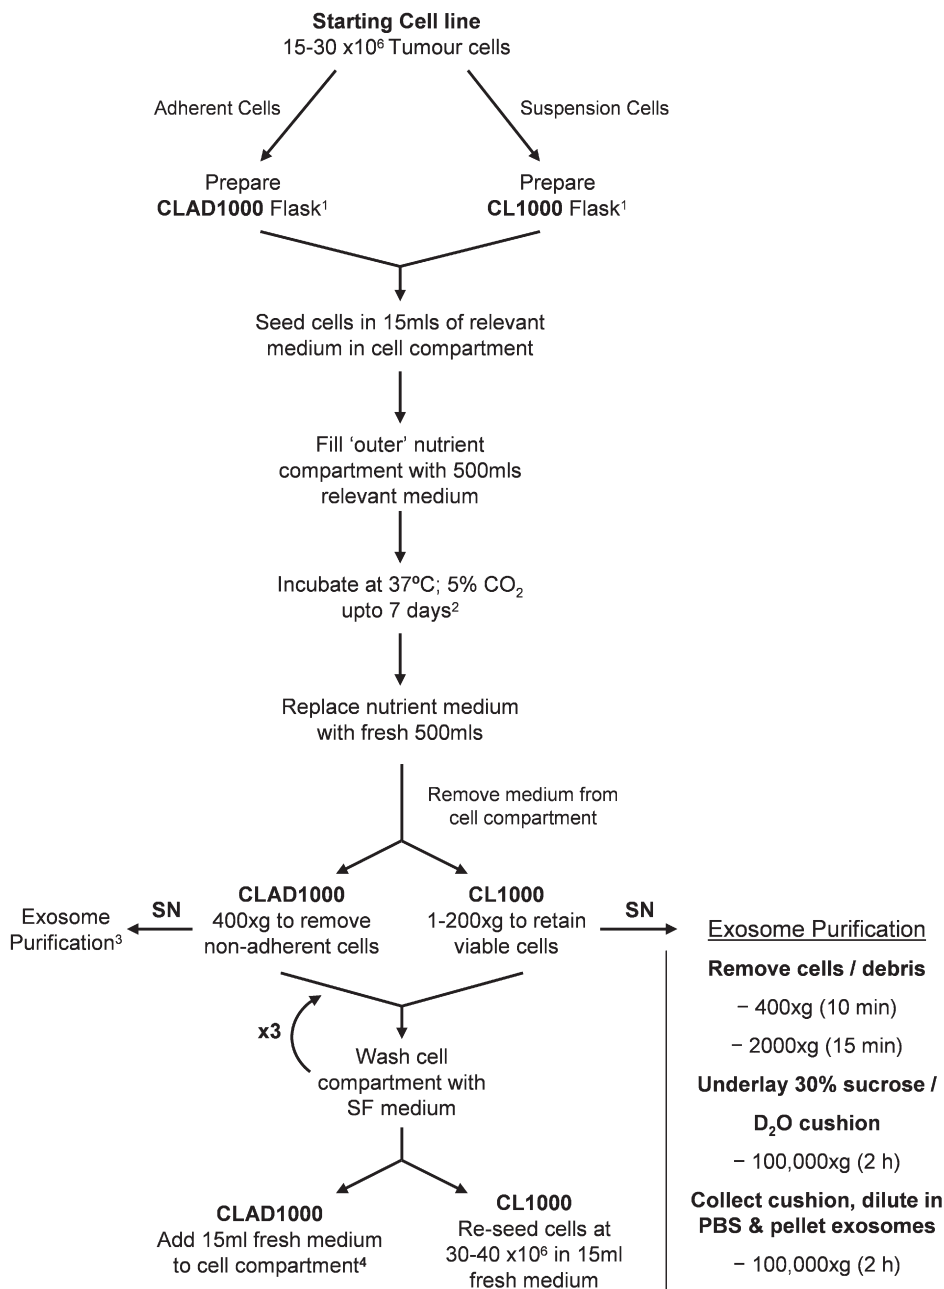 Starting Cell line
15-30 x10⁶ Tumour cells
Adherent Cells
Suspension Cells
Prepare
CLAD1000 Flask¹
Prepare
CL1000 Flask¹
Seed cells in 15mls of relevant
medium in cell compartment
Fill ‘outer’ nutrient
compartment with 500mls
relevant medium
Incubate at 37ºC; 5% CO₂
upto 7 days²
Replace nutrient medium
with fresh 500mls
Remove medium from
cell compartment
CLAD1000
400xg to remove
non-adherent cells
CL1000
1-200xg to retain
viable cells
SN
Exosome
Purification³
SN
Exosome Purification
Remove cells / debris
− 400xg (10 min)
− 2000xg (15 min)
Underlay 30% sucrose /
D₂O cushion
− 100,000xg (2 h)
Collect cushion, dilute in
PBS & pellet exosomes
− 100,000xg (2 h)
x3
Wash cell
compartment with
SF medium
CLAD1000
Add 15ml fresh medium
to cell compartment⁴
CL1000
Re-seed cells at
30-40 x10⁶ in 15ml
fresh medium